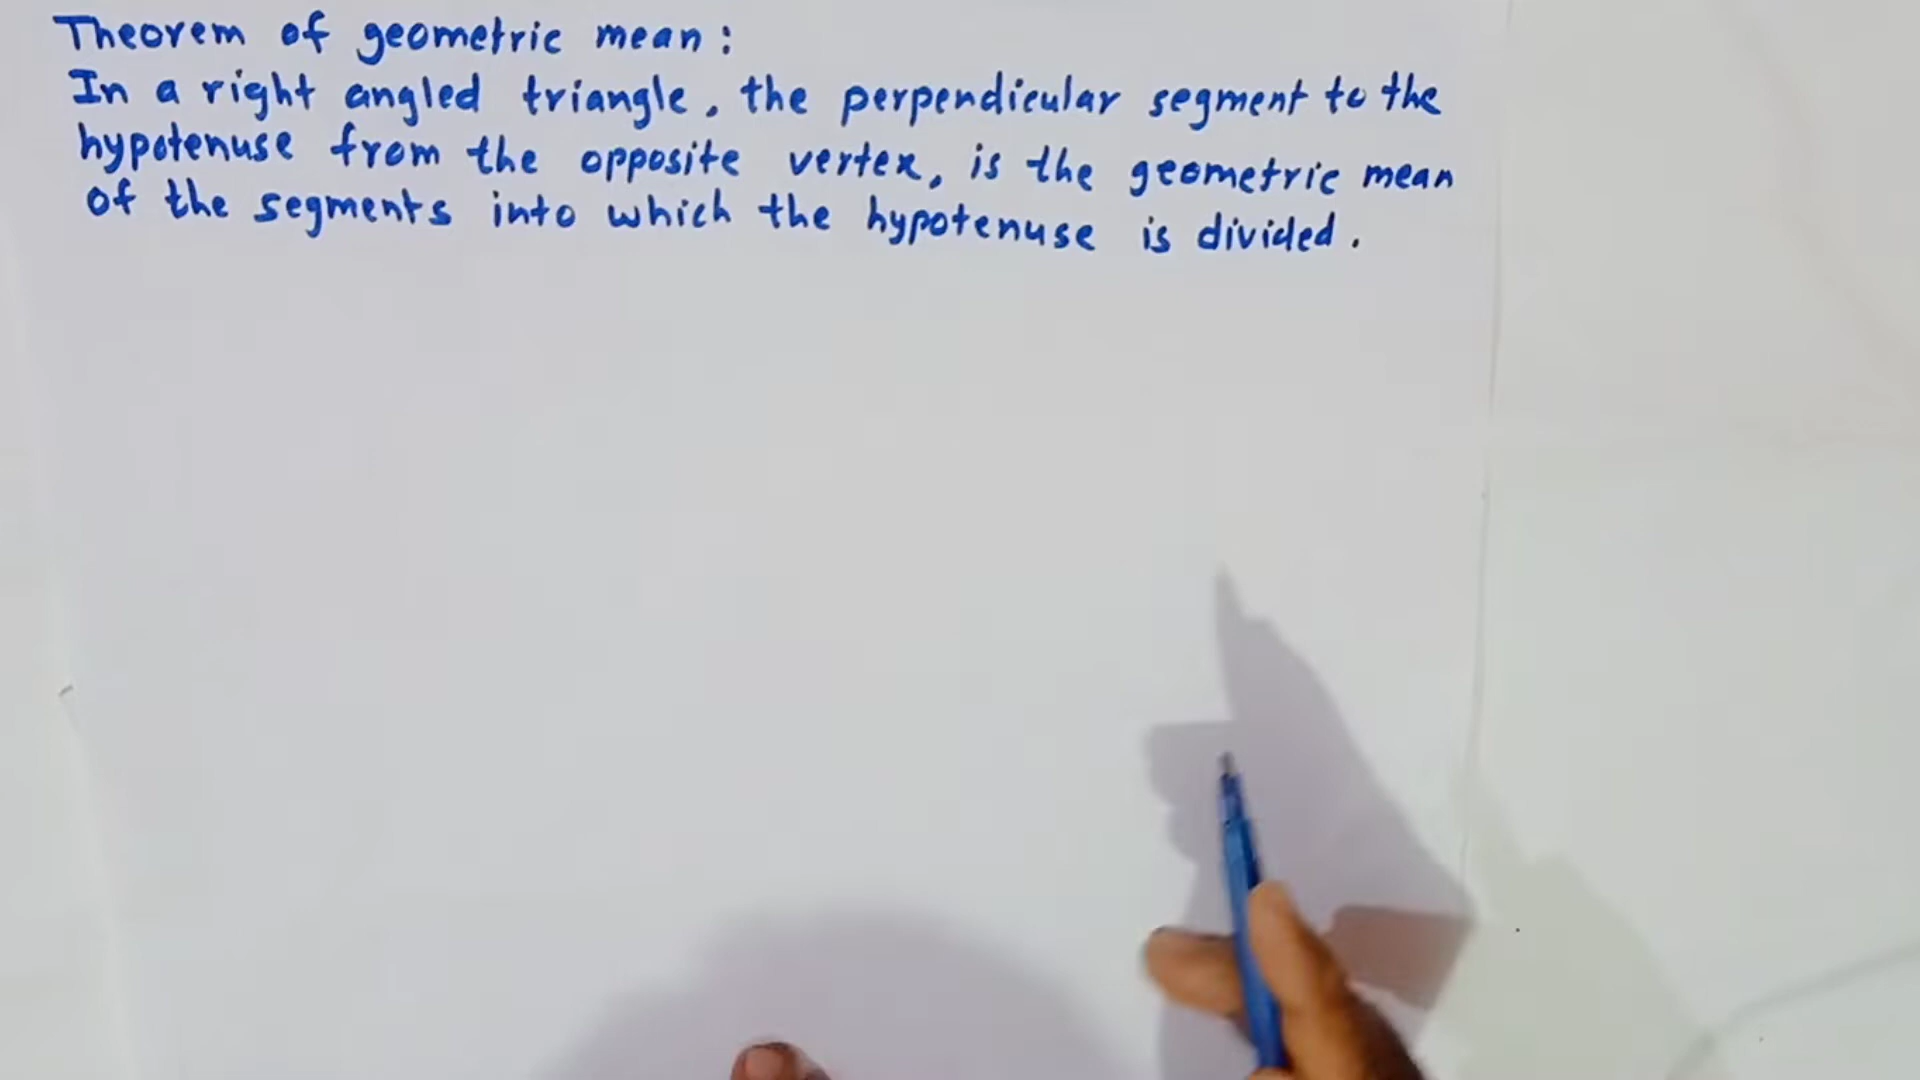 Theorem of geometric mean :
In a right angled triangle, the perpendicular segment to the
hypotenuse from the opposite vertex, is the geometric mean
of the segments into which the hypotenuse is divided.